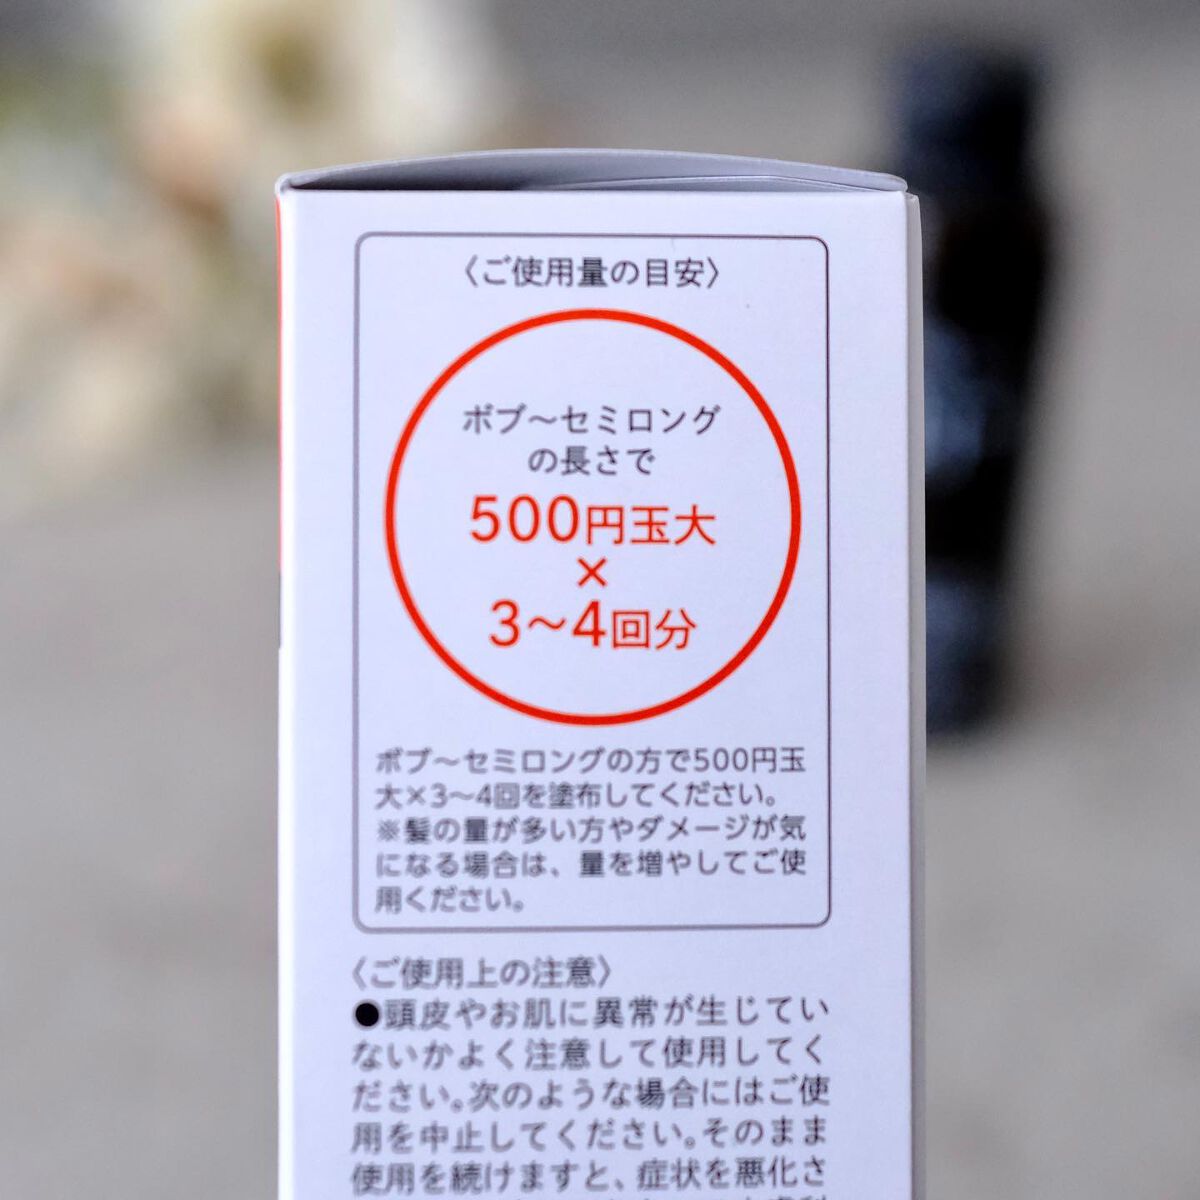 〈ご使用量の目安〉
ボブ〜セミロング
の長さで
500円玉大
×
3〜4回分
ボブ〜セミロングの方で500円玉
大×3〜4回を塗布してください。
※髪の量が多い方やダメージが気
になる場合は、量を増やしてご使
用ください。
〈ご使用上の注意〉
●頭皮やお肌に異常が生じてい
ないかよく注意して使用してく
ださい。次のような場合にはご使
用を中止してください。そのまま
使用を続けますと、症状を悪化さ